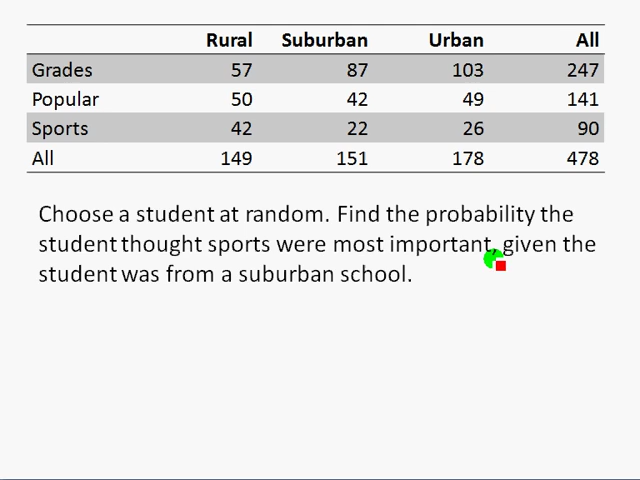 Rural Suburban Urban All
Grades 57 87 103 247
Popular 50 42 49 141
Sports 42 22 26 90
All 149 151 178 478
Choose a student at random. Find the probability the
student thought sports were most important, given the
student was from a suburban school.